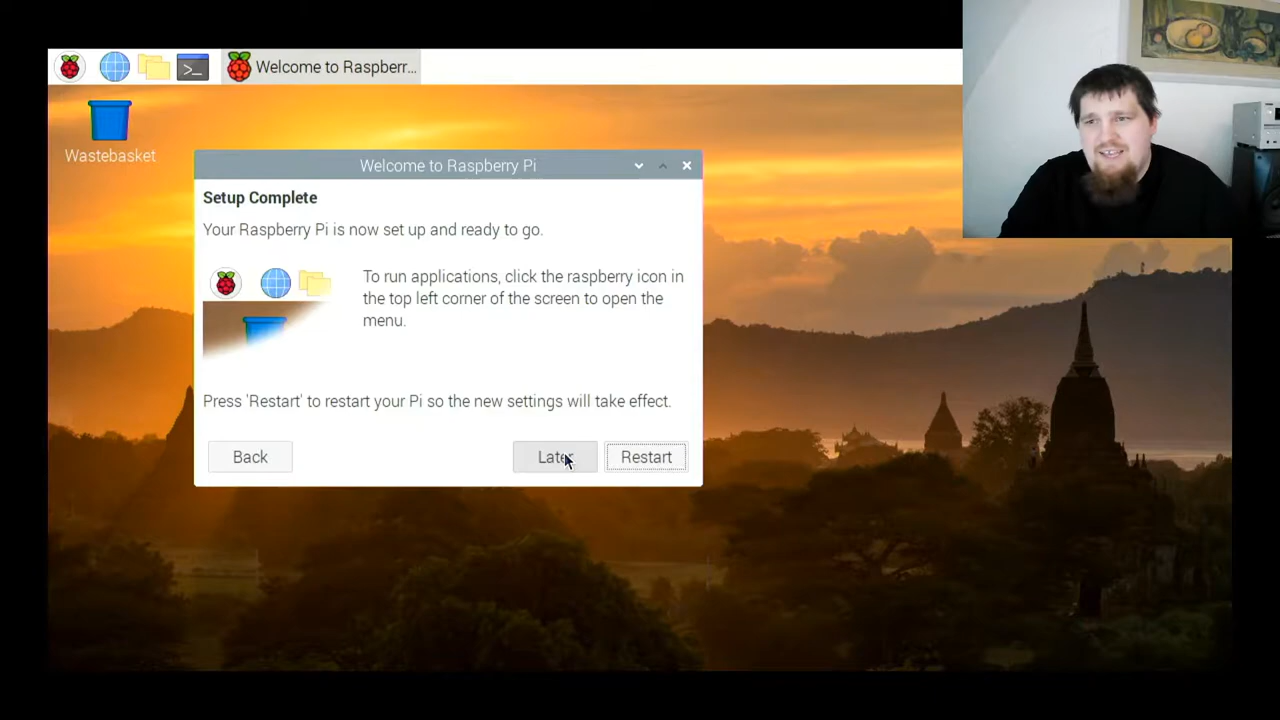 Welcome to Raspberr...
Wastebasket
Welcome to Raspberry Pi
Setup Complete
Your Raspberry Pi is now set up and ready to go.
To run applications, click the raspberry icon in
the top left corner of the screen to open the
menu.
Press 'Restart' to restart your Pi so the new settings will take effect.
Back
Later
Restart